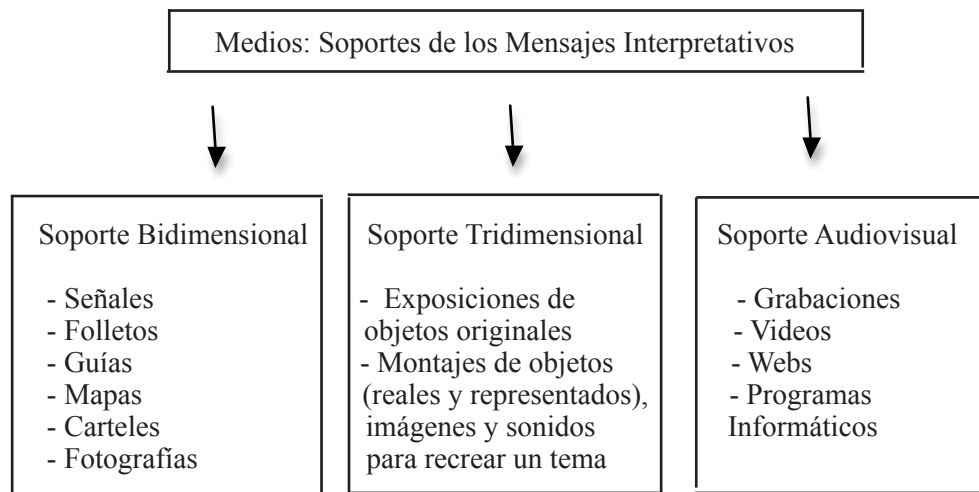 Medios: Soportes de los Mensajes Interpretativos
Soporte Bidimensional
- Señales
- Folletos
- Guías
- Mapas
- Carteles
- Fotografías
Soporte Tridimensional
- Exposiciones de
objetos originales
- Montajes de objetos
(reales y representados),
imágenes y sonidos
para recrear un tema
Soporte Audiovisual
- Grabaciones
- Videos
- Webs
- Programas
Informáticos